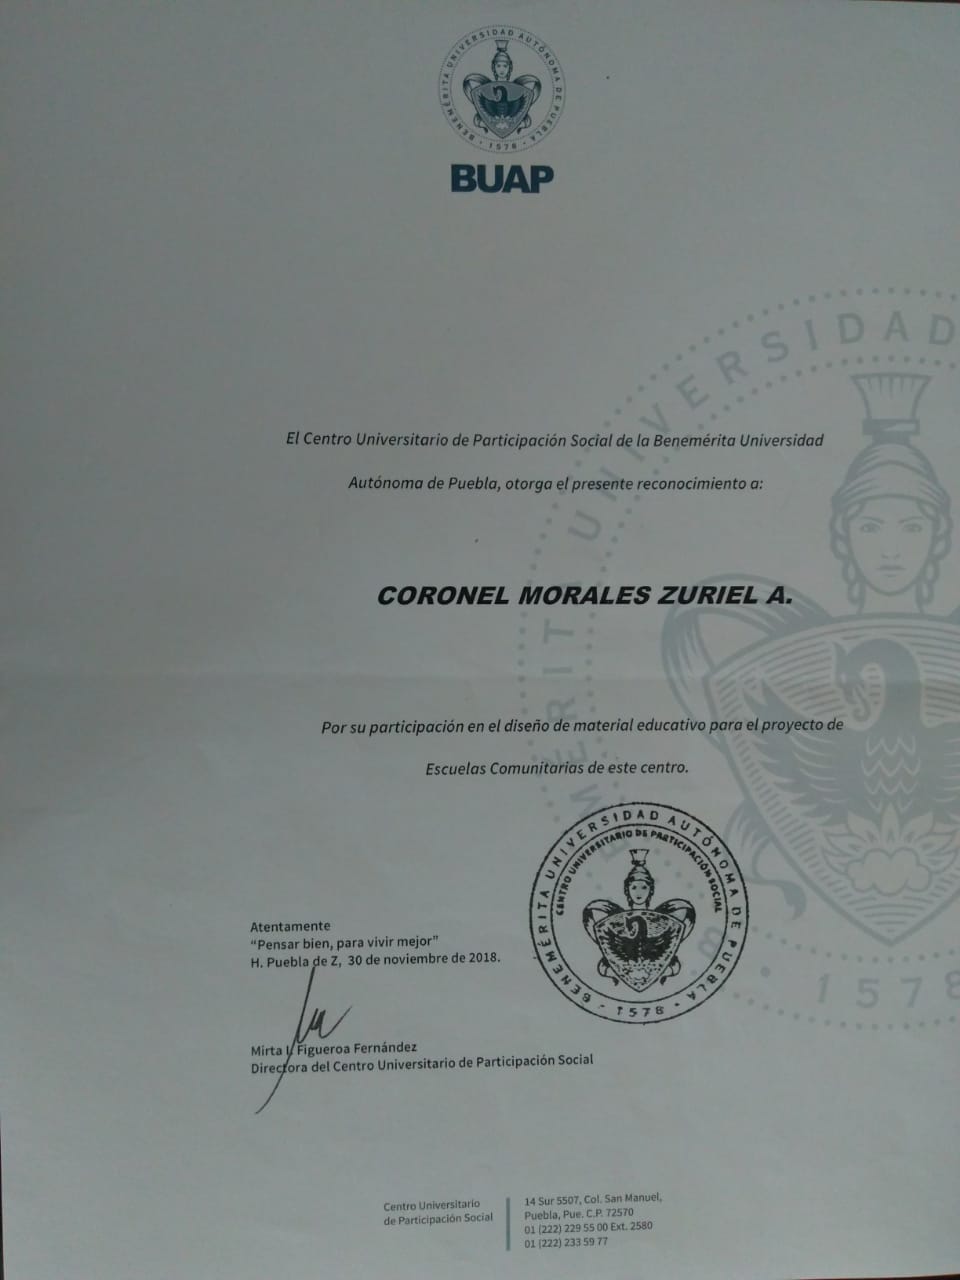 BENEMÉRITA UNIVERSIDAD AUTÓNOMA DE PUEBLA
1578
BUAP
El Centro Universitario de Participación Social de la Benemérita Universidad
Autónoma de Puebla, otorga el presente reconocimiento a:
CORONEL MORALES ZURIEL A.
Por su participación en el diseño de material educativo para el proyecto de
Escuelas Comunitarias de este centro.
BENEMÉRITA UNIVERSIDAD AUTÓNOMA DE PUEBLA
CENTRO UNIVERSITARIO DE PARTICIPACIÓN SOCIAL
1578
MÉRITA UNIVERSIDAD
B
1578
Atentamente
“Pensar bien, para vivir mejor”
H. Puebla de Z, 30 de noviembre de 2018.
Mirta Figueroa Fernández
Directora del Centro Universitario de Participación Social
Centro Universitario
de Participación Social
14 Sur 5507, Col. San Manuel,
Puebla, Pue. C.P. 72570
01 (222) 229 55 00 Ext. 2580
01 (222) 233 59 77